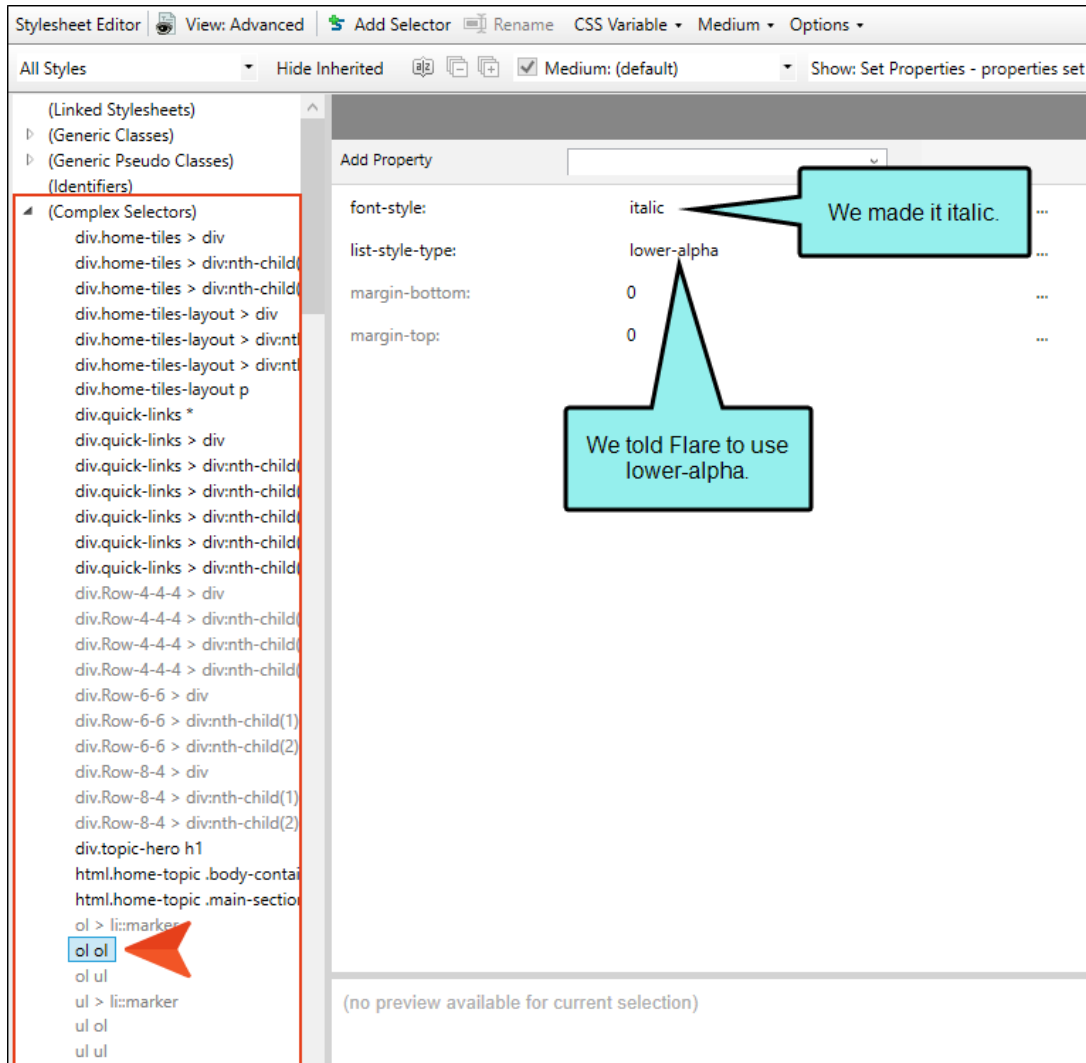 Stylesheet Editor View: Advanced Add Selector Rename CSS Variable Medium Options
All Styles Hide Inherited a z Medium: (default) Show: Set Properties - properties set
(Linked Stylesheets)
(Generic Classes)
(Generic Pseudo Classes)
(Identifiers)
(Complex Selectors)
div.home-tiles > div
div.home-tiles > div:nth-child(
div.home-tiles > div:nth-child(
div.home-tiles-layout > div
div.home-tiles-layout > div:ntl
div.home-tiles-layout > div:ntl
div.home-tiles-layout p
div.quick-links *
div.quick-links > div
div.quick-links > div:nth-child(
div.quick-links > div:nth-child(
div.quick-links > div:nth-child(
div.quick-links > div:nth-child(
div.quick-links > div:nth-child(
div.Row-4-4-4 > div
div.Row-4-4-4 > div:nth-child(
div.Row-4-4-4 > div:nth-child(
div.Row-4-4-4 > div:nth-child(
div.Row-6-6 > div
div.Row-6-6 > div:nth-child(1)
div.Row-6-6 > div:nth-child(2)
div.Row-8-4 > div
div.Row-8-4 > div:nth-child(1)
div.Row-8-4 > div:nth-child(2)
div.topic-hero h1
html.home-topic .body-contai
html.home-topic .main-section
ol > li::marker
ol ol
ol ul
ul > li::marker
ul ol
ul ul
Add Property
font-style: italic ...
list-style-type: lower-alpha ...
margin-bottom: 0 ...
margin-top: 0 ...
We made it italic.
We told Flare to use
lower-alpha.
(no preview available for current selection)